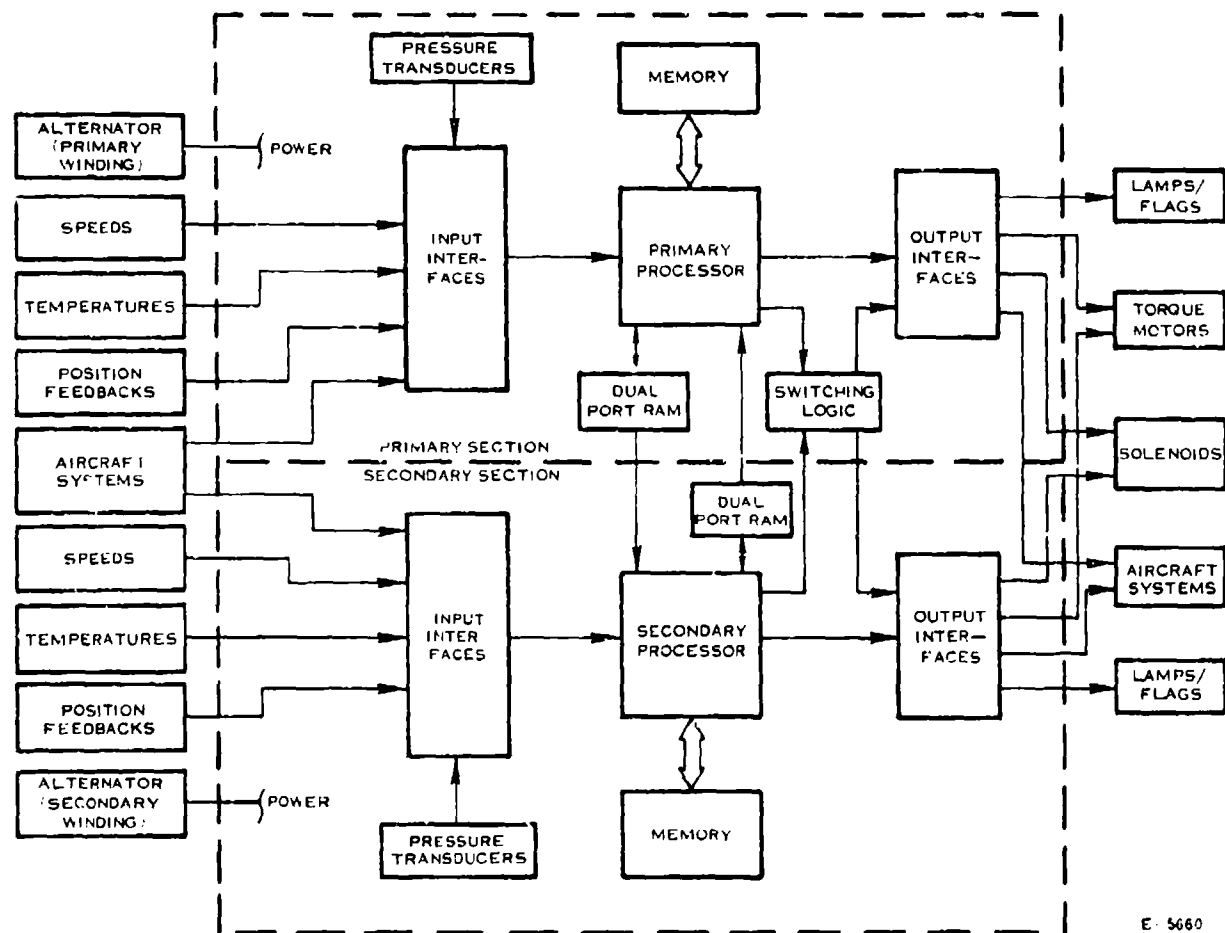 PRESSURE
TRANSDUCERS
MEMORY
ALTERNATOR
(PRIMARY
WINDING)
POWER
SPEEDS
TEMPERATURES
POSITION
FEEDBACKS
AIRCRAFT
SYSTEMS
INPUT
INTER-
FACES
PRIMARY
PROCESSOR
OUTPUT
INTER-
FACES
LAMPS/
FLAGS
TORQUE
MOTORS
DUAL
PORT RAM
SWITCHING
LOGIC
PRIMARY SECTION
SECONDARY SECTION
SOLENOIDS
DUAL
PORT RAM
SPEEDS
TEMPERATURES
POSITION
FEEDBACKS
INPUT
INTER
FACES
SECONDARY
PROCESSOR
OUTPUT
INTER-
FACES
AIRCRAFT
SYSTEMS
LAMPS/
FLAGS
ALTERNATOR
(SECONDARY
WINDING)
POWER
PRESSURE
TRANSDUCERS
MEMORY
E-5660